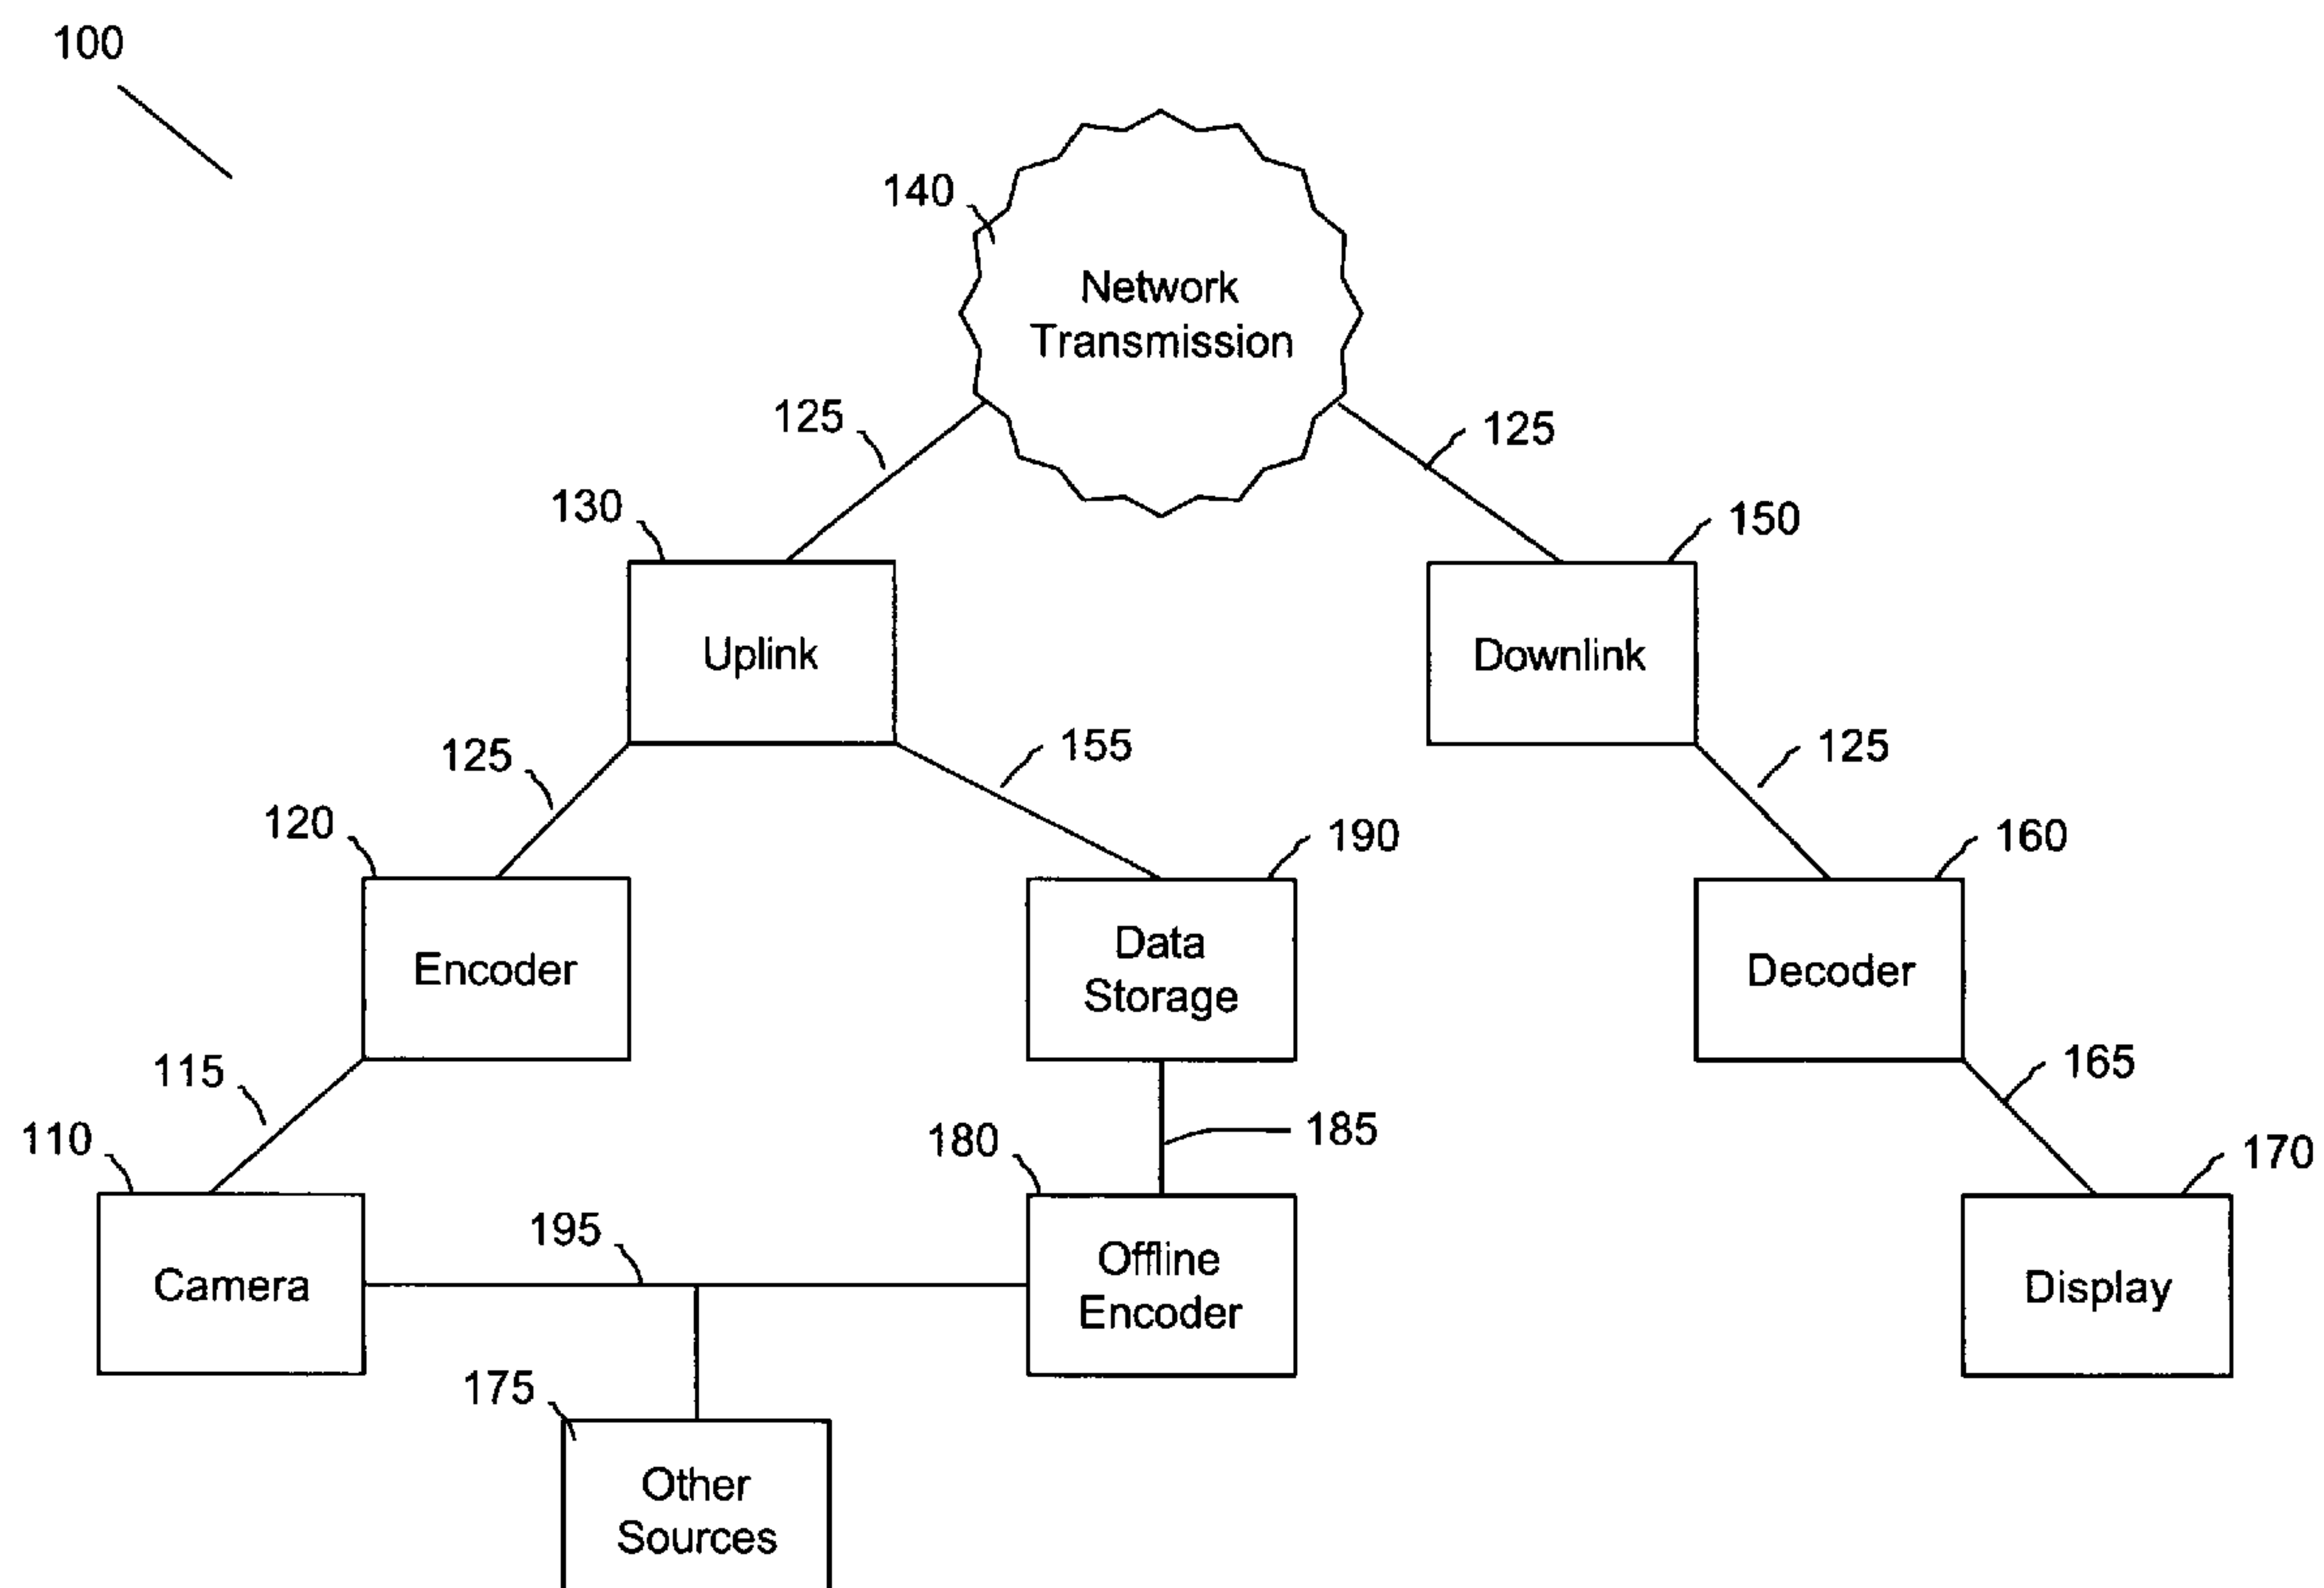 100
140
Network
Transmission
125
125
130
150
Uplink
Downlink
125
155
125
120
190
160
Encoder
Data
Storage
Decoder
115
165
110
180
185
170
195
Camera
Offline
Encoder
Display
175
Other
Sources